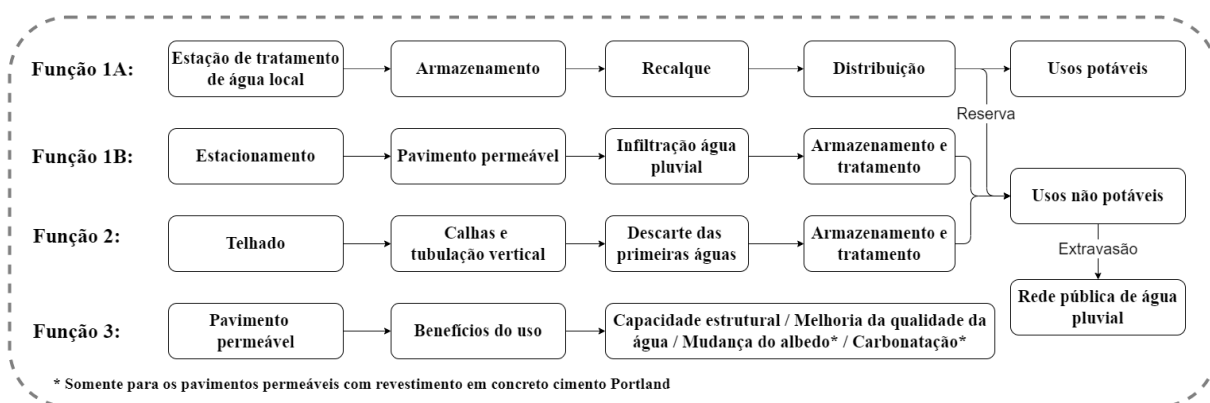 Função 1A:
Estação de tratamento
de água local
Armazenamento
Recalque
Distribuição
Usos potáveis
Reserva
Função 1B:
Estacionamento
Pavimento permeável
Infiltração água
pluvial
Armazenamento e
tratamento
Usos não potáveis
Função 2:
Telhado
Calhas e
tubulação vertical
Descarte das
primeiras águas
Armazenamento e
tratamento
Extravasão
Rede pública de água
pluvial
Função 3:
Pavimento
permeável
Benefícios do uso
Capacidade estrutural / Melhoria da qualidade da
água / Mudança do albedo* / Carbonatação*
* Somente para os pavimentos permeáveis com revestimento em concreto cimento Portland